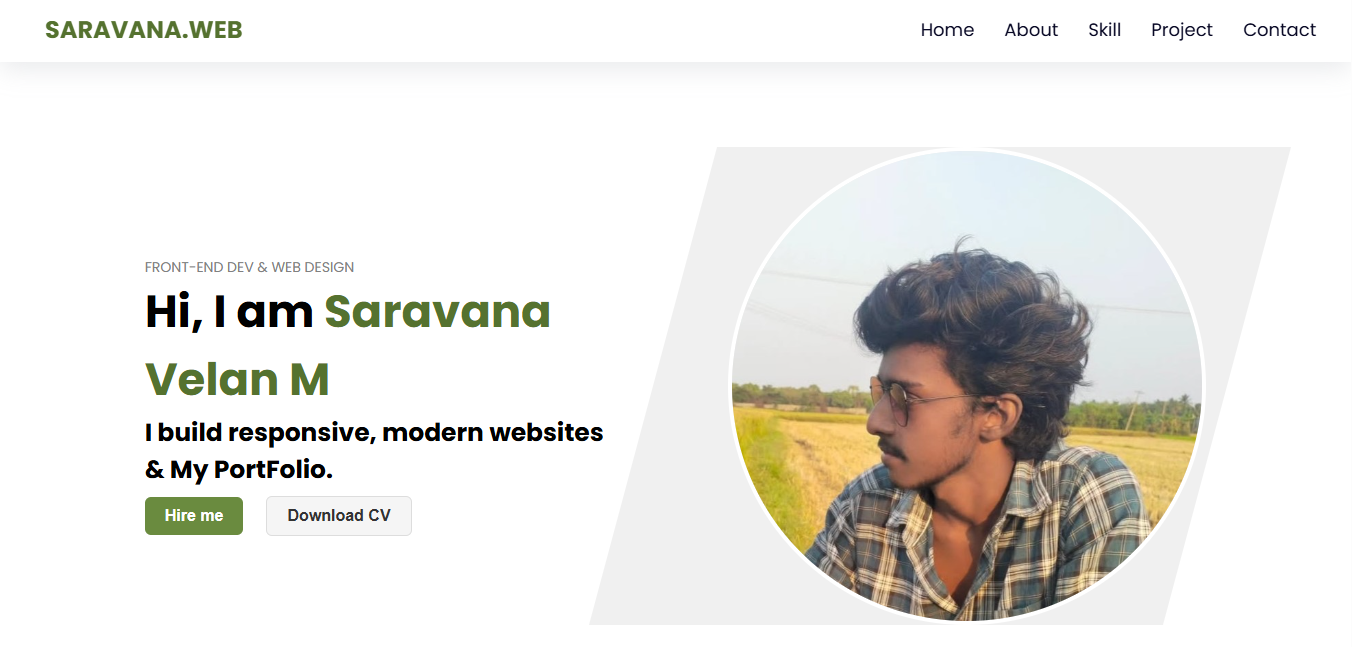 SARAVANA.WEB
Home About Skill Project Contact
FRONT-END DEV & WEB DESIGN
Hi, I am Saravana
Velan M
I build responsive, modern websites
& My PortFolio.
Hire me Download CV